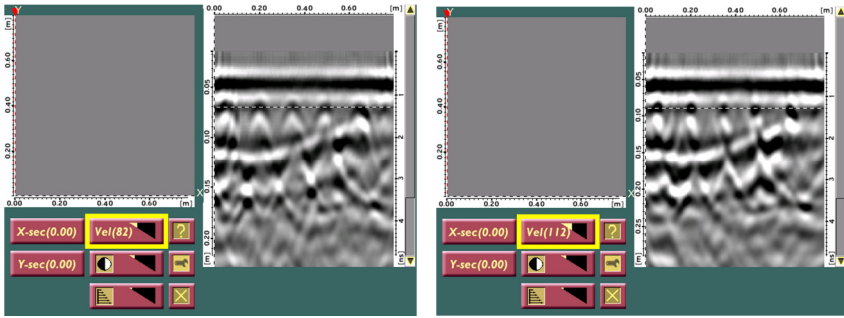 Y
[m]
0.60
0.40
0.20
0.20 0.40 0.60 [m]
X
X-sec(0.00) Vel(82) ?
Y-sec(0.00)
0.00 0.20 0.40 0.60 [m]
0.05
0.10
0.15
0.20
[m]
1
2
3
4
[ns]
Y
[m]
0.60
0.40
0.20
0.20 0.40 0.60 [m]
X
X-sec(0.00) Vel(112) ?
Y-sec(0.00)
0.00 0.20 0.40 0.60 [m]
0.05
0.10
0.15
0.20
[m]
1
2
3
4
[ns]